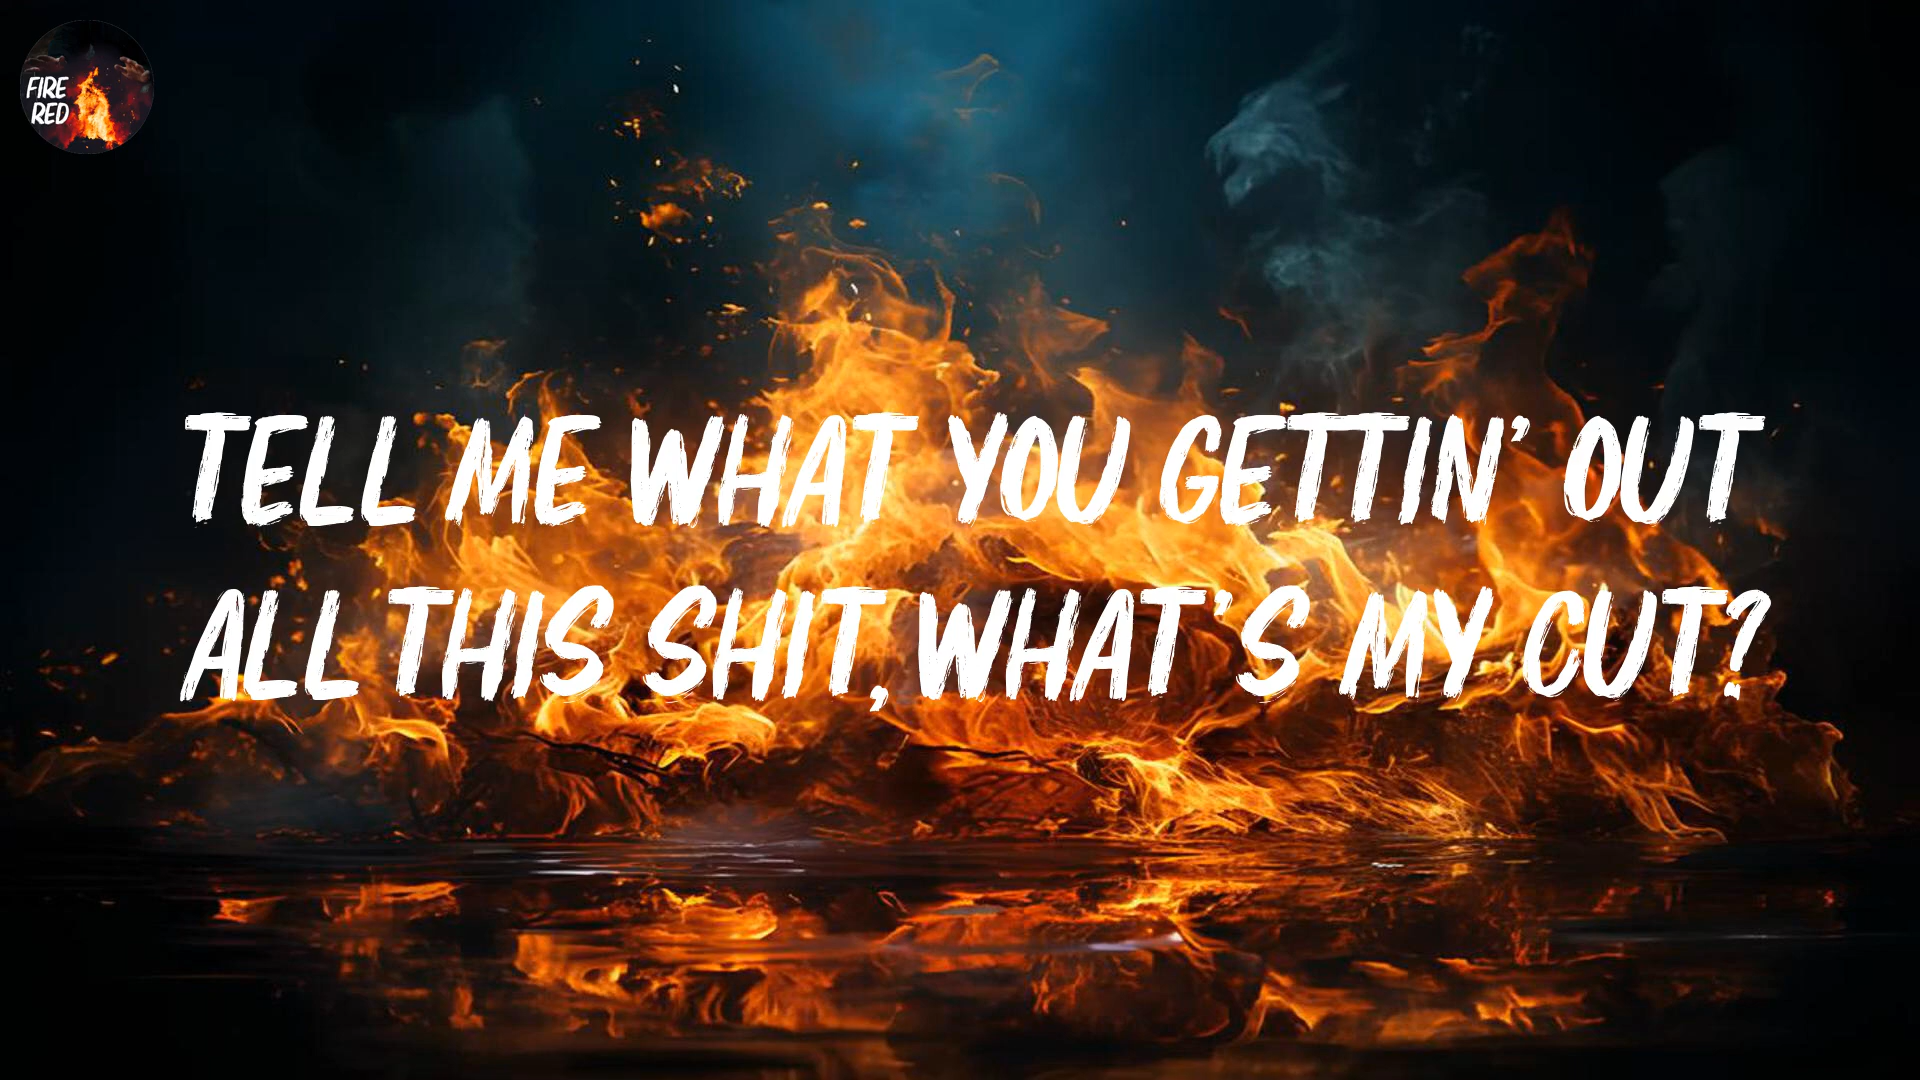 FIRE
RED
TELL ME WHAT YOU GETTIN' OUT
ALL THIS SHIT, WHAT'S MY CUT?